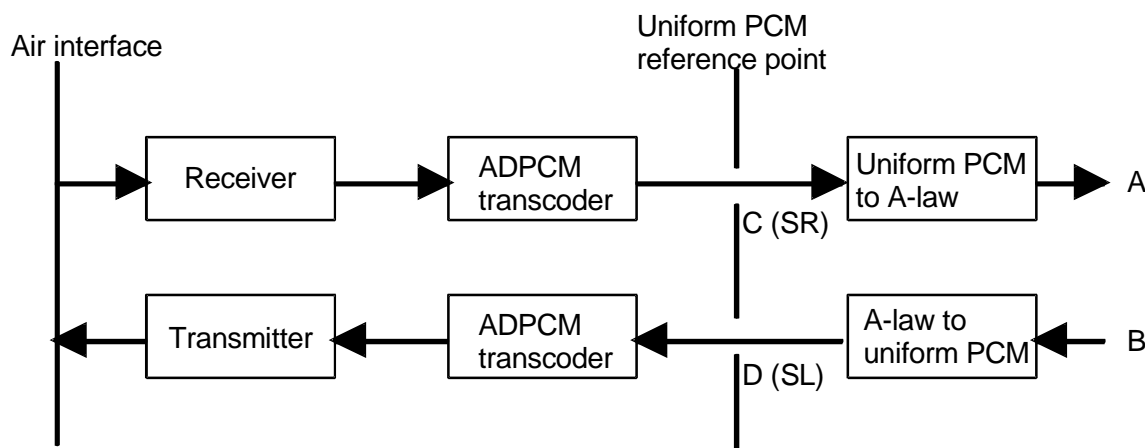 Air interface
Uniform PCM
reference point
Receiver
ADPCM
transcoder
Uniform PCM
to A-law
A
C (SR)
Transmitter
ADPCM
transcoder
A-law to
uniform PCM
B
D (SL)